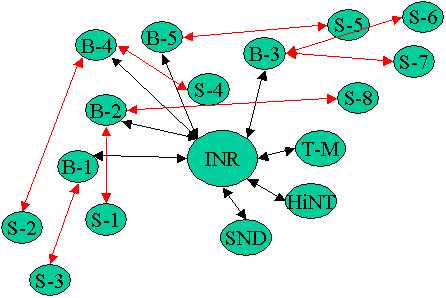 S-6
B-5
S-5
B-4
B-3
S-7
S-4
S-8
B-2
INR
T-M
B-1
HiNT
S-1
S-2
SND
S-3